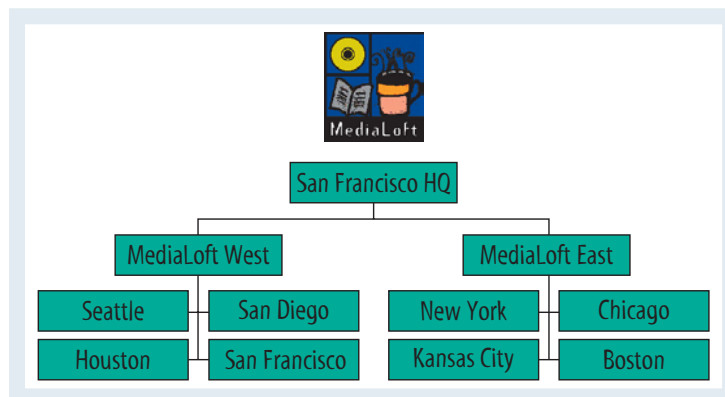 MediaLoft
San Francisco HQ
MediaLoft West
MediaLoft East
Seattle
San Diego
New York
Chicago
Houston
San Francisco
Kansas City
Boston